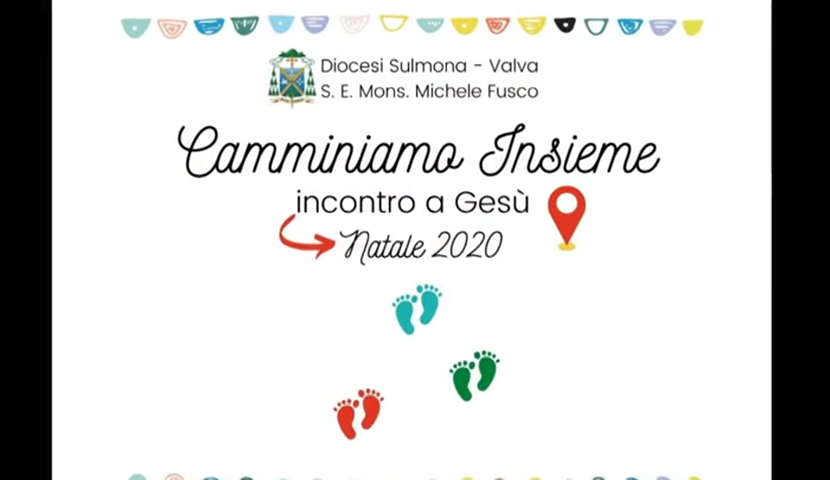 Diocesi Sulmona - Valva
S. E. Mons. Michele Fusco
Camminiamo Insieme
incontro a Gesù
Natale 2020